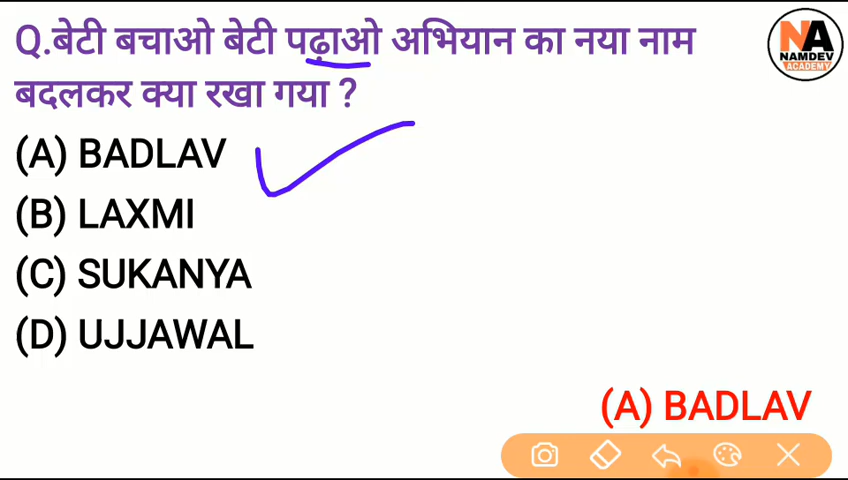 Q.बेटी बचाओ बेटी पढ़ाओ अभियान का नया नाम
बदलकर क्या रखा गया ?
(A) BADLAV
(B) LAXMI
(C) SUKANYA
(D) UJJAWAL
(A) BADLAV
NA
NAMDEV
ACADEMY